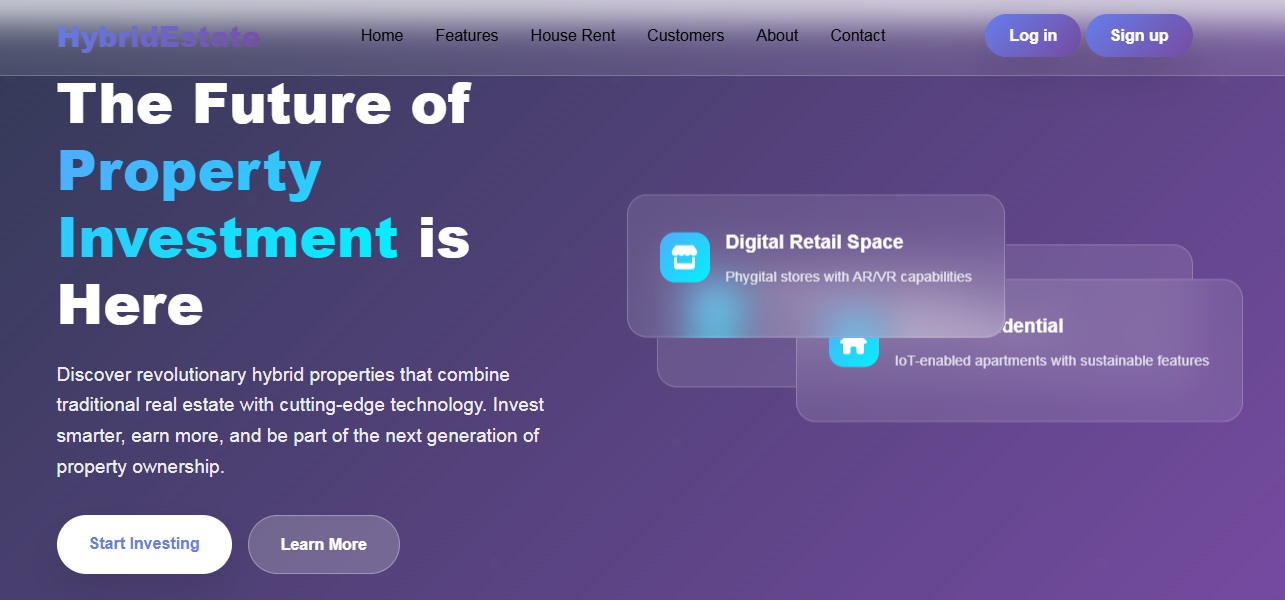 HybridEstate
Home Features House Rent Customers About Contact
Log in Sign up
The Future of
Property
Investment is
Here
Discover revolutionary hybrid properties that combine
traditional real estate with cutting-edge technology. Invest
smarter, earn more, and be part of the next generation of
property ownership.
Start Investing Learn More
Digital Retail Space
Phygital stores with AR/VR capabilities
IoT-enabled apartments with sustainable features